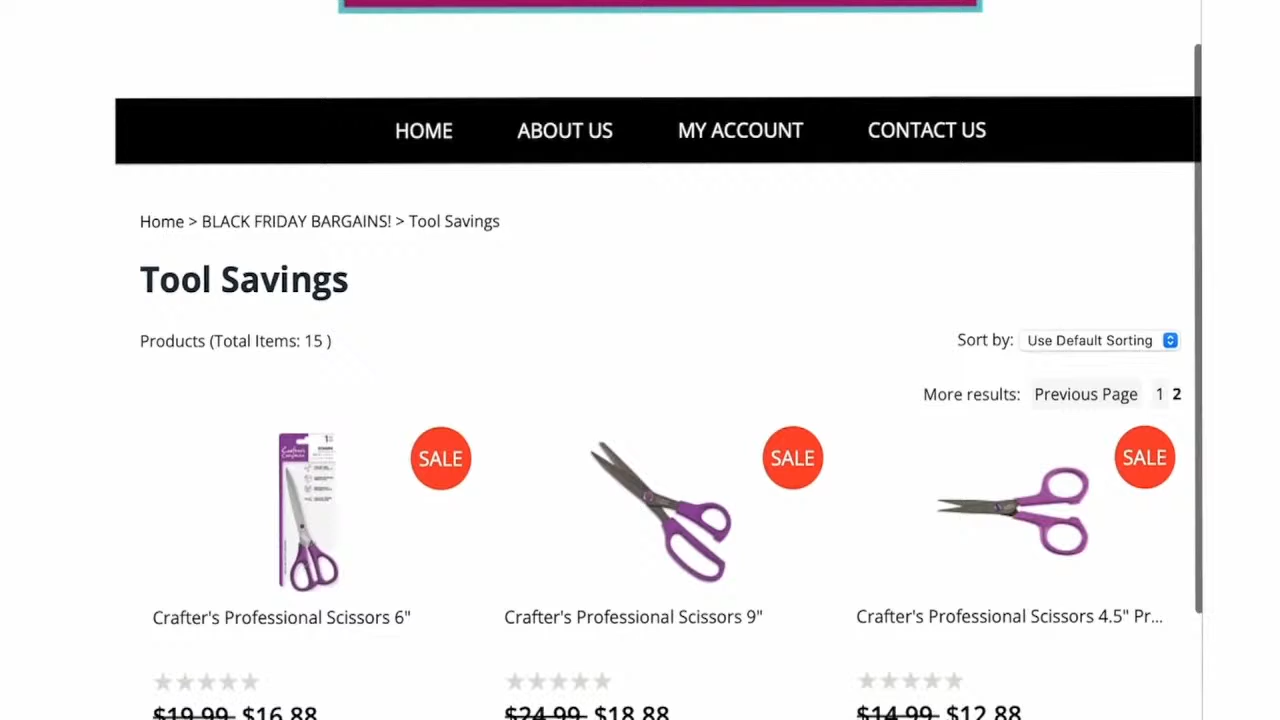 HOME ABOUT US MY ACCOUNT CONTACT US
Home > BLACK FRIDAY BARGAINS! > Tool Savings
Tool Savings
Products (Total Items: 15 )
Sort by: Use Default Sorting
More results: Previous Page 1 2
SALE SALE SALE
Crafter's Professional Scissors 6" Crafter's Professional Scissors 9" Crafter's Professional Scissors 4.5" Pr...
$19.99 $16.88 $24.99 $18.88 $14.99 $12.88